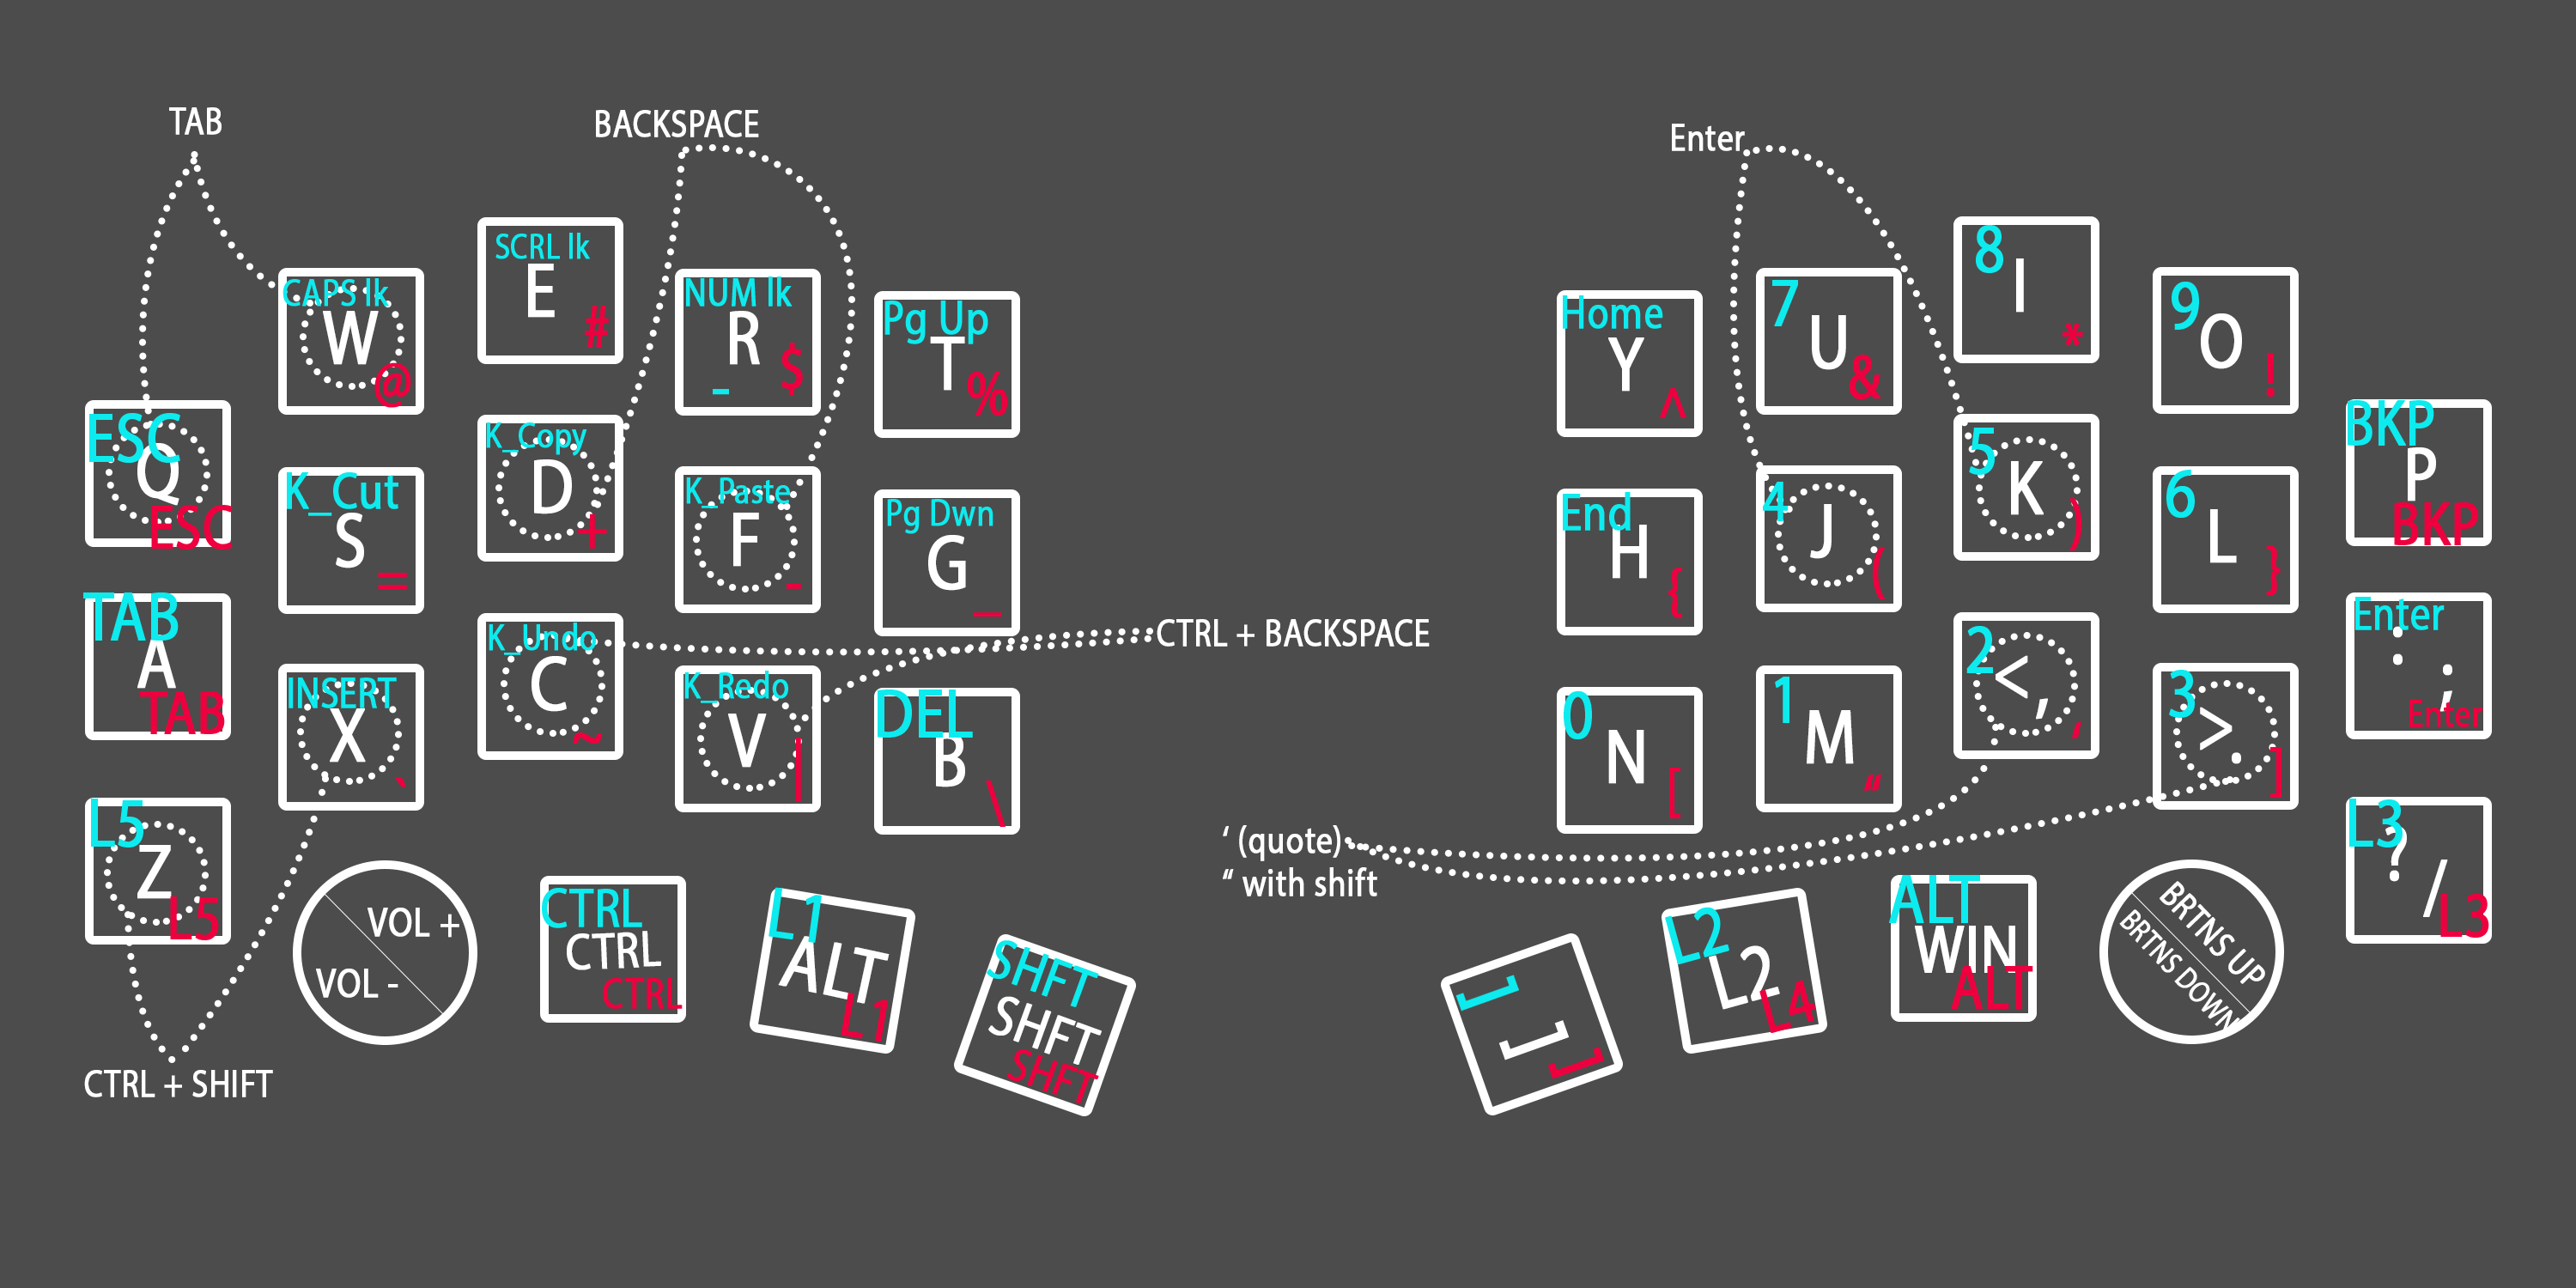 TAB
BACKSPACE
Enter
SCRL lk
E
#
8
I
*
CAPS lk
W
@
NUM lk
R
$
-
Pg Up
T
%
Home
Y
^
7
U
&
9
O
!
ESC
Q
ESC
K_Cut
S
=
K_Copy
D
+
K_Paste
F
-
Pg Dwn
G
_
End
H
{
4
J
(
5
K
)
6
L
}
BKP
P
BKP
TAB
A
TAB
INSERT
X
`
K_Undo
C
~
K_Redo
V
|
DEL
B
\
CTRL + BACKSPACE
0
N
[
1
M
“
2
< ,
‘
3
> .
]
Enter
: ;
Enter
L5
Z
L5
‘ (quote)
“ with shift
L3
? /
L3
VOL +
VOL -
CTRL
CTRL
CTRL
L1
ALT
L1
SHFT
SHFT
SHFT
L2
L2
L4
ALT
WIN
ALT
BRTNS UP
BRTNS DOWN
CTRL + SHIFT